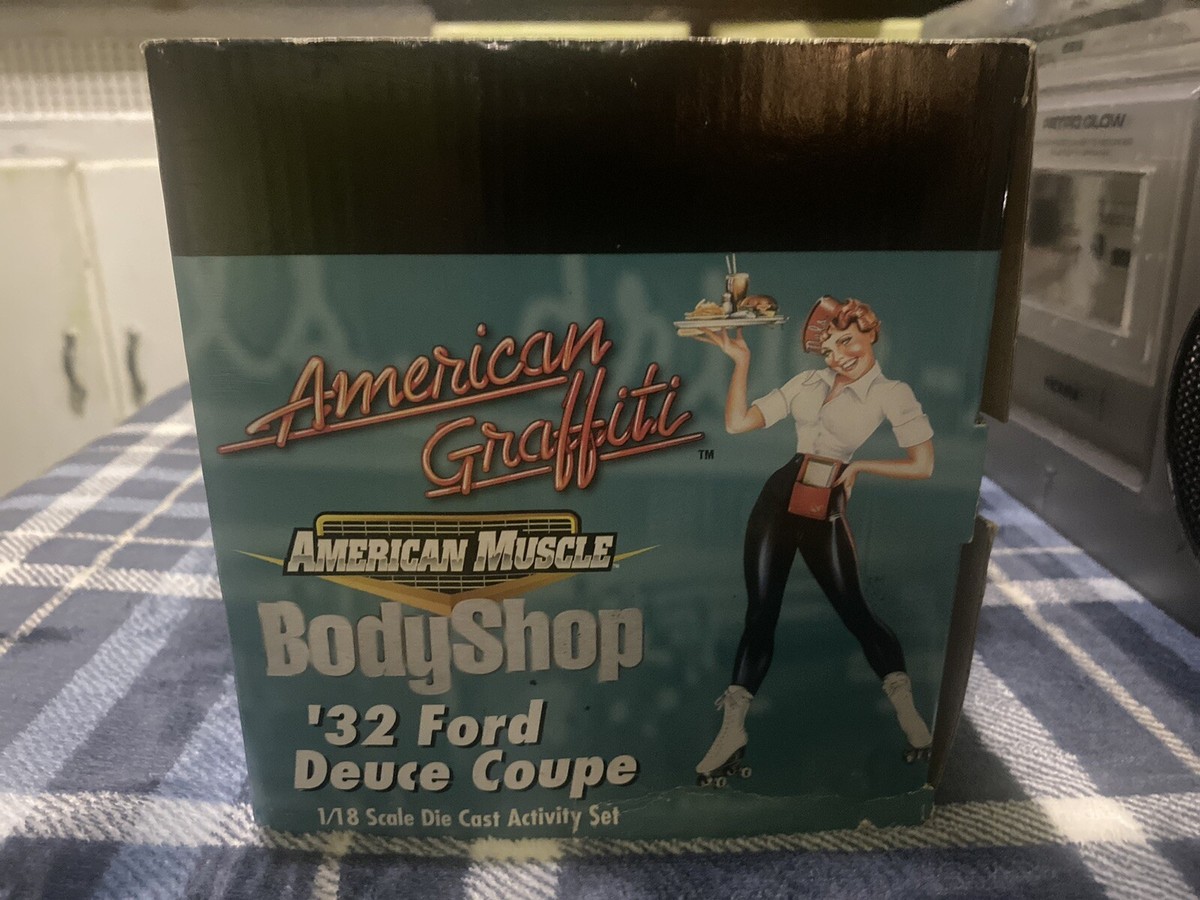 American
Graffiti
TM
AMERICAN MUSCLE
BodyShop
'32 Ford
Deuce Coupe
1/18 Scale Die Cast Activity Set
RETRO GLOW